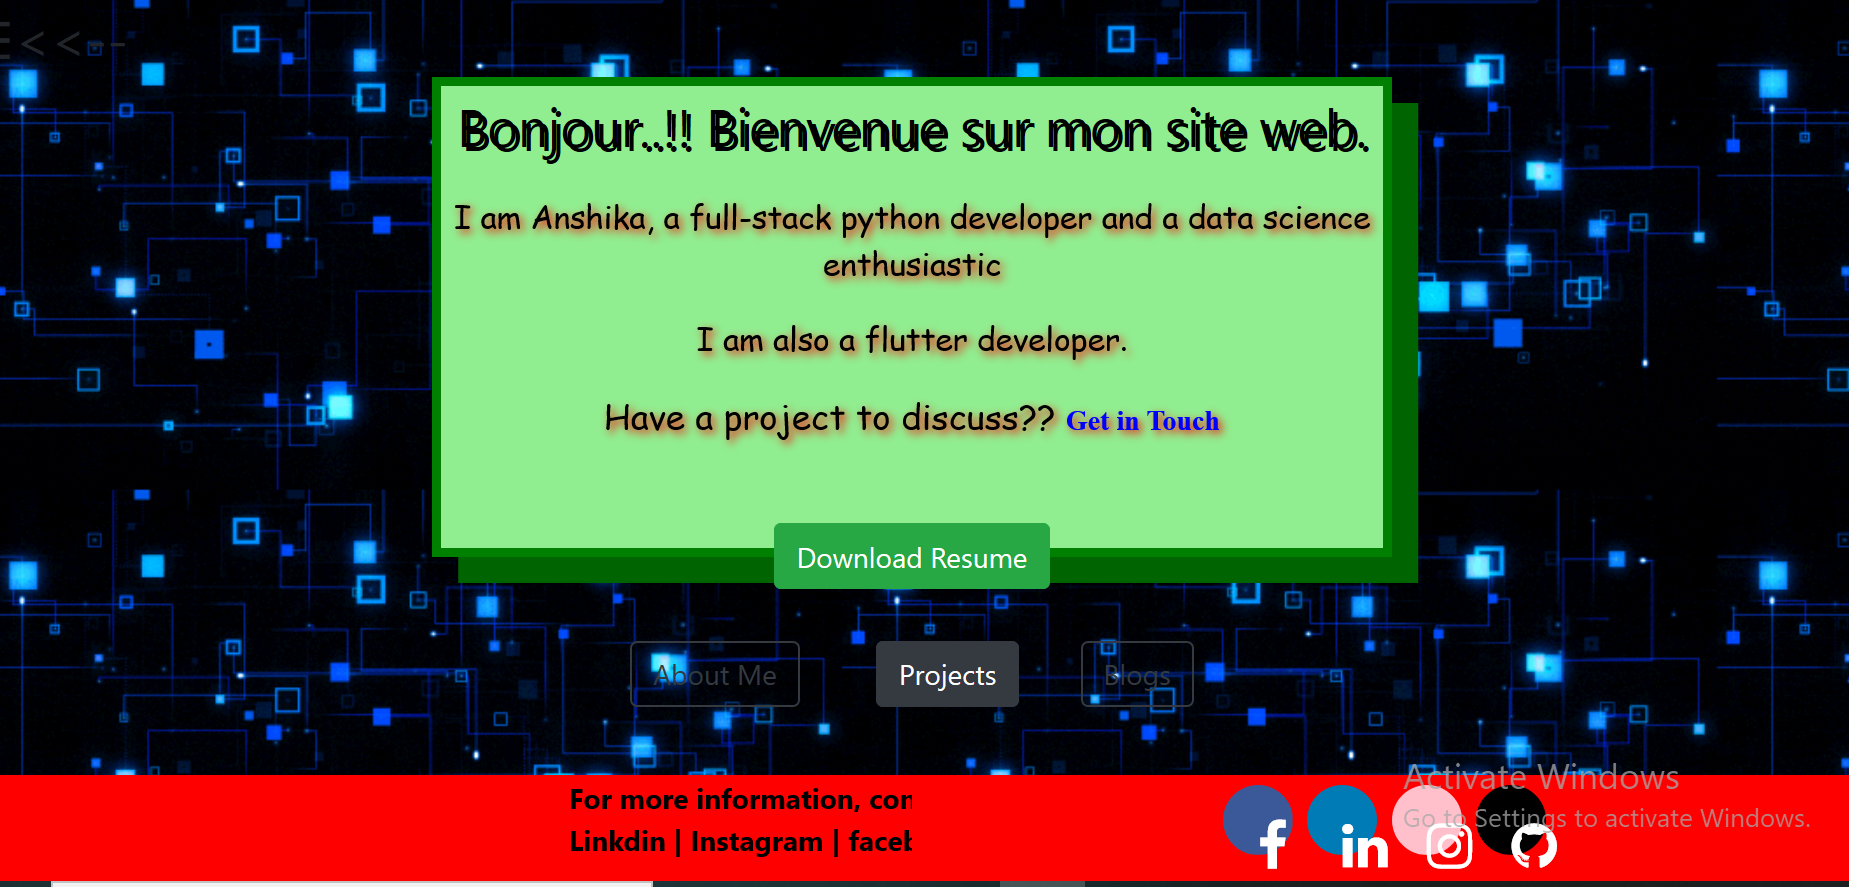 ☰<<--
Bonjour..!! Bienvenue sur mon site web.
I am Anshika, a full-stack python developer and a data science
enthusiastic
I am also a flutter developer.
Have a project to discuss?? Get in Touch
Download Resume
About Me Projects Blogs
For more information, con
Linkdin | Instagram | faceb
Activate Windows
Go to Settings to activate Windows.